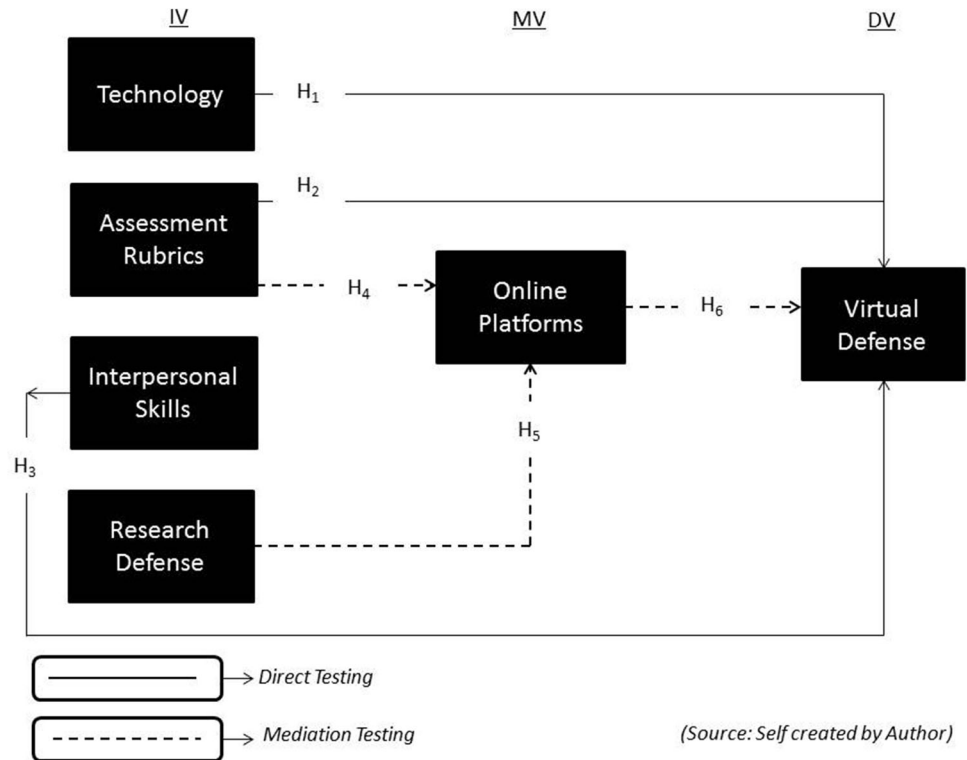 IV
MV
DV
Technology
H₁
H₂
Assessment
Rubrics
H₄
Online
Platforms
H₆
Virtual
Defense
Interpersonal
Skills
H₃
H₅
Research
Defense
Direct Testing
Mediation Testing
(Source: Self created by Author)